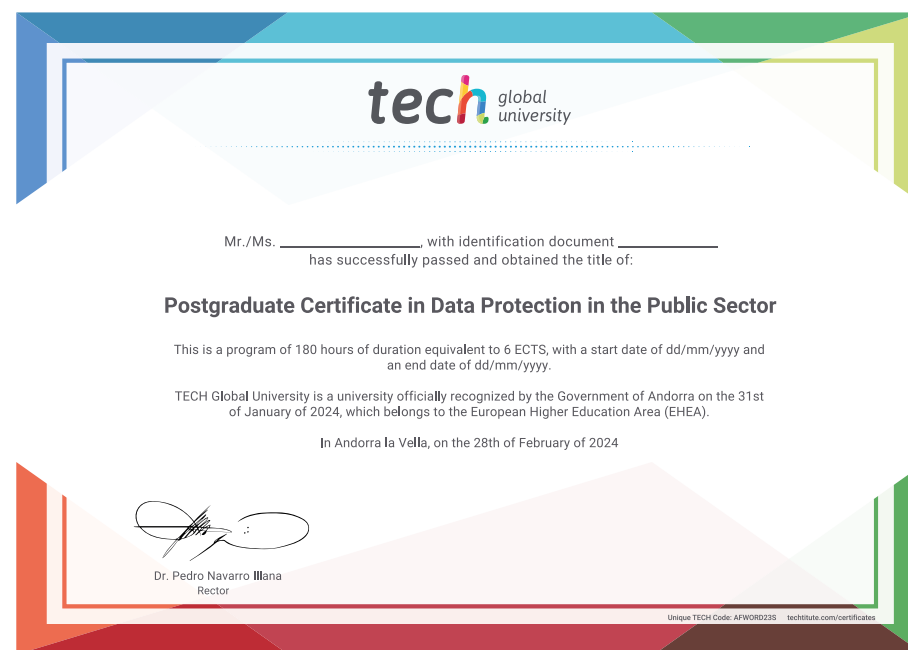 tech global
university
Mr./Ms. ____________________, with identification document ______________
has successfully passed and obtained the title of:
Postgraduate Certificate in Data Protection in the Public Sector
This is a program of 180 hours of duration equivalent to 6 ECTS, with a start date of dd/mm/yyyy and
an end date of dd/mm/yyyy.
TECH Global University is a university officially recognized by the Government of Andorra on the 31st
of January of 2024, which belongs to the European Higher Education Area (EHEA).
In Andorra la Vella, on the 28th of February of 2024
Dr. Pedro Navarro Illana
Rector
Unique TECH Code: AFWORD23S techtitute.com/certificates